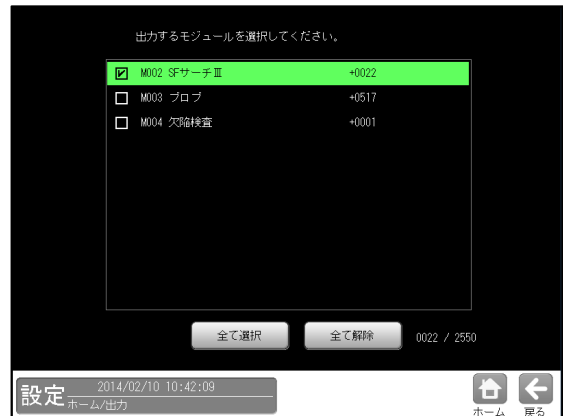 出力するモジュールを選択してください。
M002 SFサーチⅢ +0022
M003 ブロブ +0517
M004 欠陥検査 +0001
全て選択 全て解除 0022 / 2550
設定 2014/02/10 10:42:09
ホーム/出力
ホーム 戻る